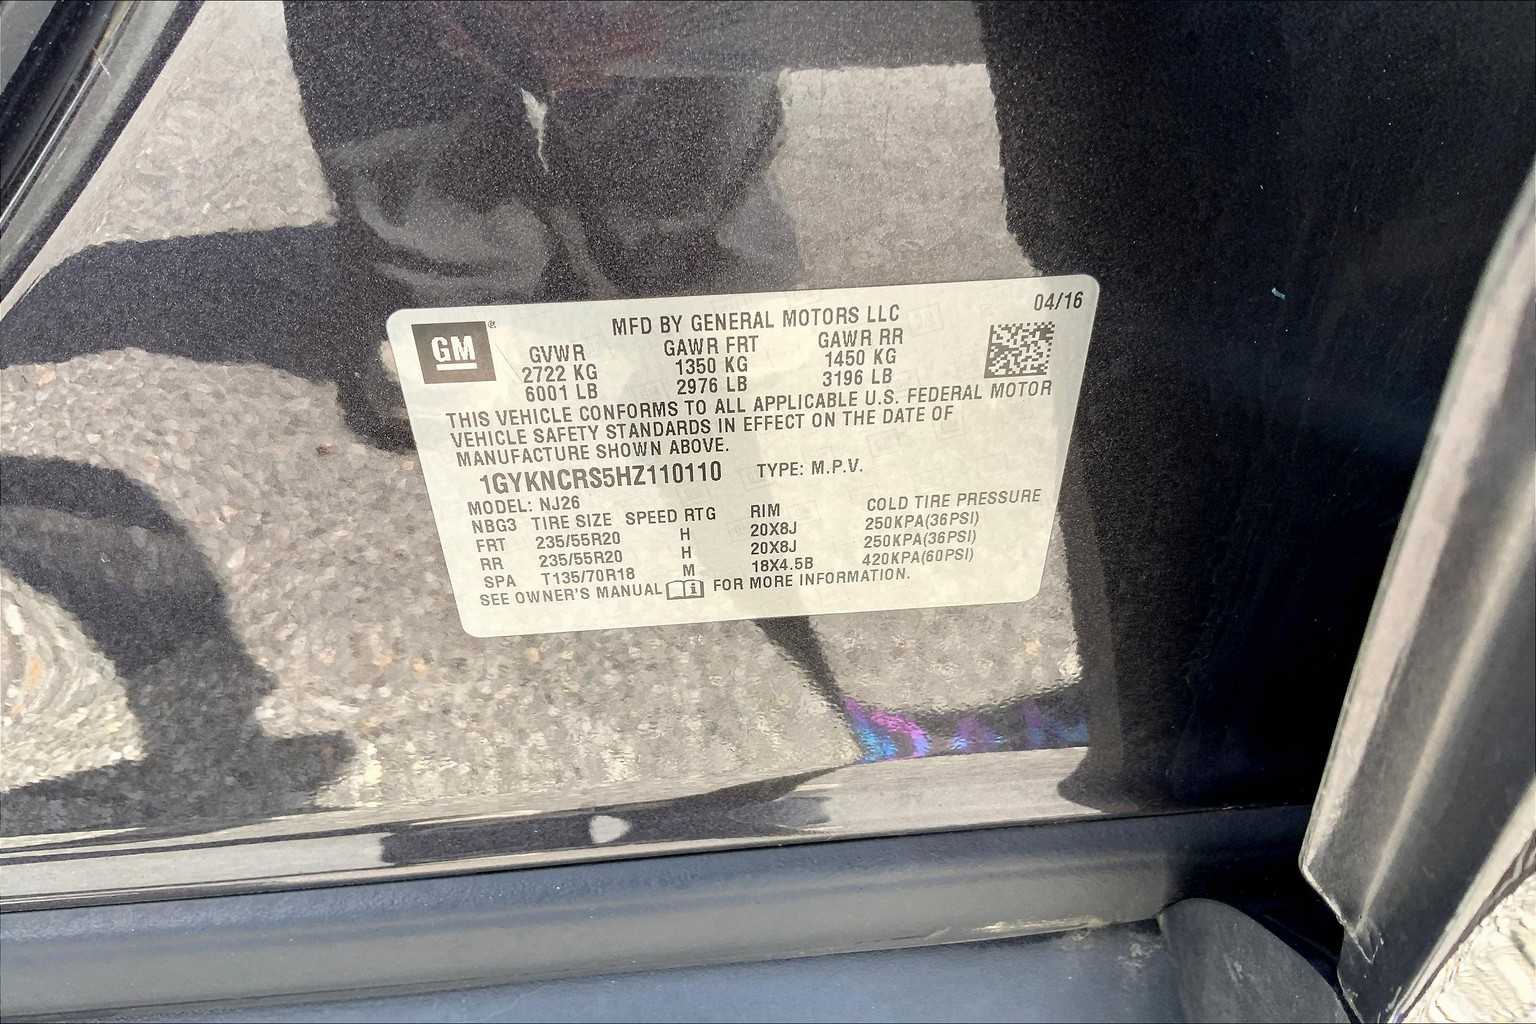 04/16
GM ®
MFD BY GENERAL MOTORS LLC
GVWR GAWR FRT GAWR RR
2722 KG 1350 KG 1450 KG
6001 LB 2976 LB 3196 LB
THIS VEHICLE CONFORMS TO ALL APPLICABLE U.S. FEDERAL MOTOR
VEHICLE SAFETY STANDARDS IN EFFECT ON THE DATE OF
MANUFACTURE SHOWN ABOVE.
1GYKNCRS5HZ110110 TYPE: M.P.V.
MODEL: NJ26
NBG3 TIRE SIZE SPEED RTG RIM COLD TIRE PRESSURE
FRT 235/55R20 H 20X8J 250KPA(36PSI)
RR 235/55R20 H 20X8J 250KPA(36PSI)
SPA T135/70R18 M 18X4.5B 420KPA(60PSI)
SEE OWNER'S MANUAL FOR MORE INFORMATION.